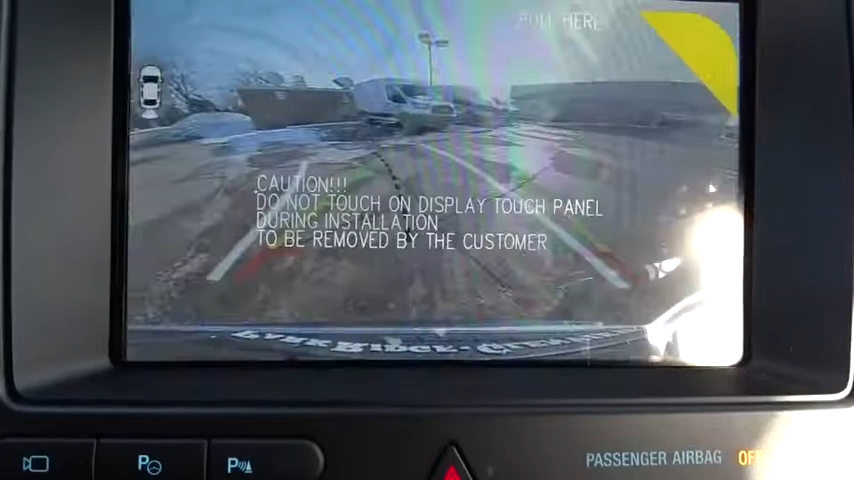 PULL HERE
CAUTION!!!
DO NOT TOUCH ON DISPLAY TOUCH PANEL
DURING INSTALLATION
TO BE REMOVED BY THE CUSTOMER
P
P
PASSENGER AIRBAG OFF